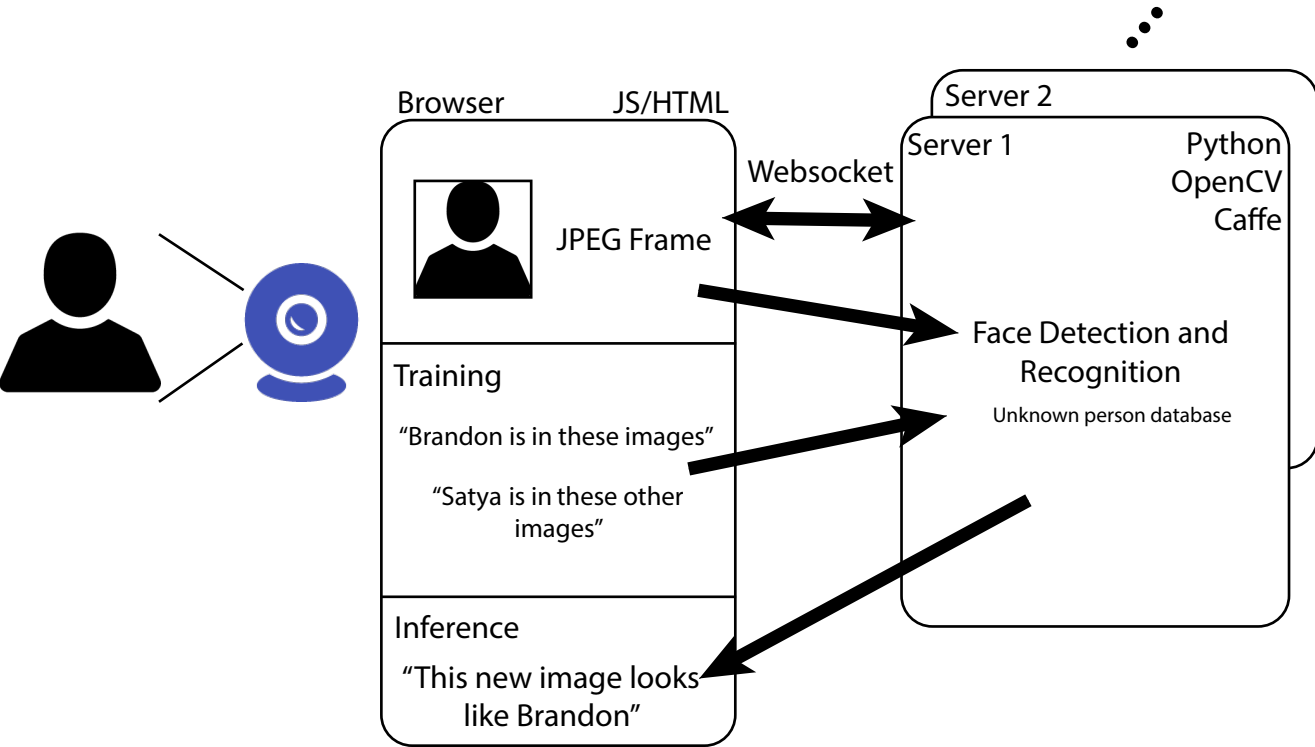 Browser
JS/HTML
JPEG Frame
Training
“Brandon is in these images”
“Satya is in these other
images”
Inference
“This new image looks
like Brandon”
Websocket
Server 2
Server 1
Python
OpenCV
Caffe
Face Detection and
Recognition
Unknown person database